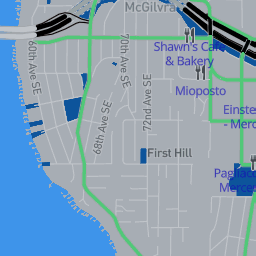 McGilvra
60th Ave SE
70th Ave SE
Shawn's Cafe
& Bakery
Mioposto
72nd Ave SE
68th Ave SE
Einste
- Merc
First Hill
Pagliacc
Merce